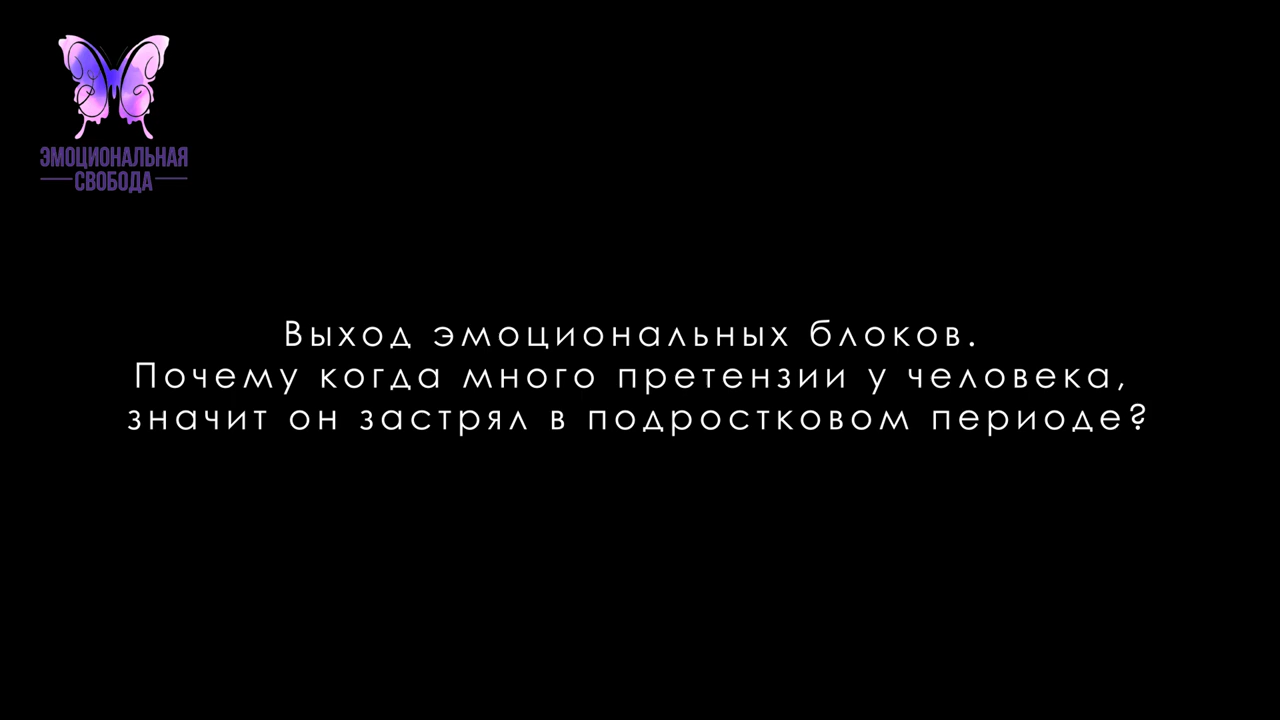 ЭМОЦИОНАЛЬНАЯ
СВОБОДА
Выход эмоциональных блоков.
Почему когда много претензии у человека,
значит он застрял в подростковом периоде?